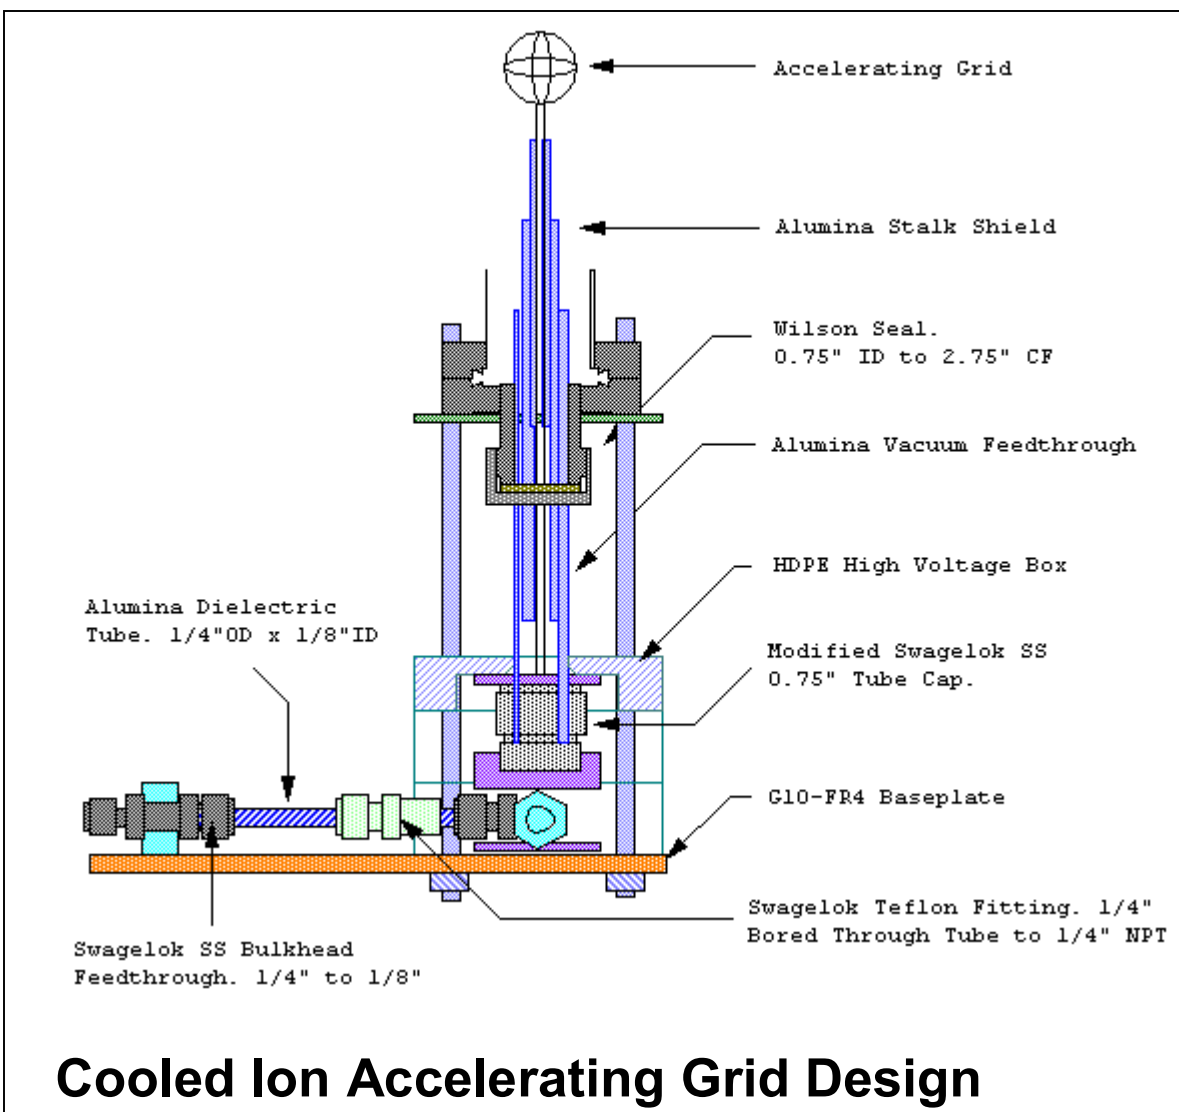 Accelerating Grid
Alumina Stalk Shield
Wilson Seal.
0.75" ID to 2.75" CF
Alumina Vacuum Feedthrough
HDPE High Voltage Box
Alumina Dielectric
Tube. 1/4"OD x 1/8"ID
Modified Swagelok SS
0.75" Tube Cap.
G10-FR4 Baseplate
Swagelok Teflon Fitting. 1/4"
Bored Through Tube to 1/4" NPT
Swagelok SS Bulkhead
Feedthrough. 1/4" to 1/8"
Cooled Ion Accelerating Grid Design